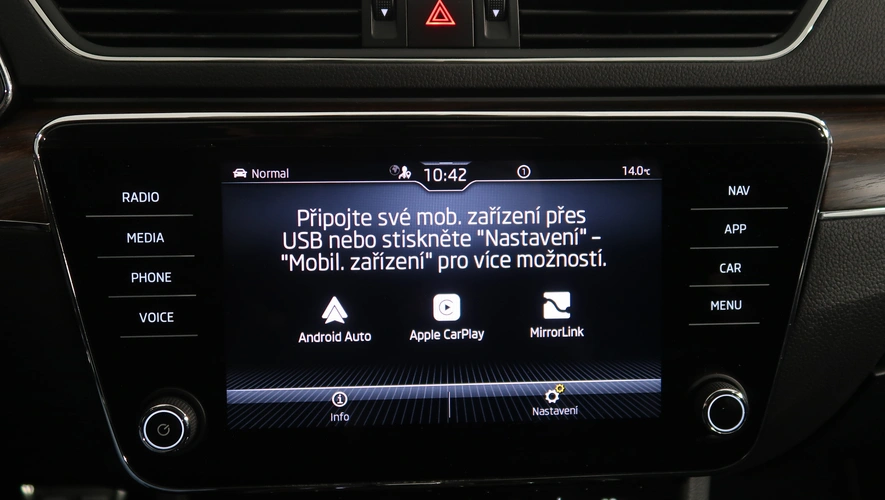 Normal
10:42
1
14.0℃
RADIO
MEDIA
PHONE
VOICE
Připojte své mob. zařízení přes
USB nebo stiskněte "Nastavení" –
"Mobil. zařízení" pro více možností.
Android Auto
Apple CarPlay
MirrorLink
Info
Nastavení
NAV
APP
CAR
MENU